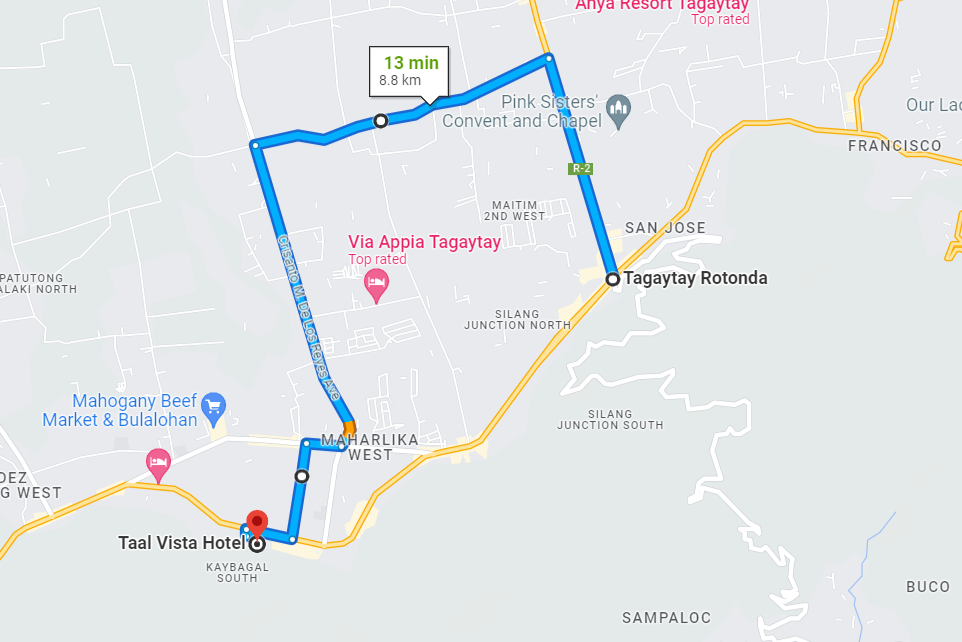 Anya Resort Tagaytay
Top rated
13 min
8.8 km
Pink Sisters'
Convent and Chapel
Our Lad
FRANCISCO
R-2
MAITIM
2ND WEST
SAN JOSE
Via Appia Tagaytay
Top rated
Crisanto M. De Los Reyes Ave
PATUTONG
ALAKI NORTH
Tagaytay Rotonda
SILANG
JUNCTION NORTH
Mahogany Beef
Market & Bulalohan
SILANG
JUNCTION SOUTH
MAHARLIKA
WEST
DEZ
G WEST
Taal Vista Hotel
KAYBAGAL
SOUTH
BUCO
SAMPALOC